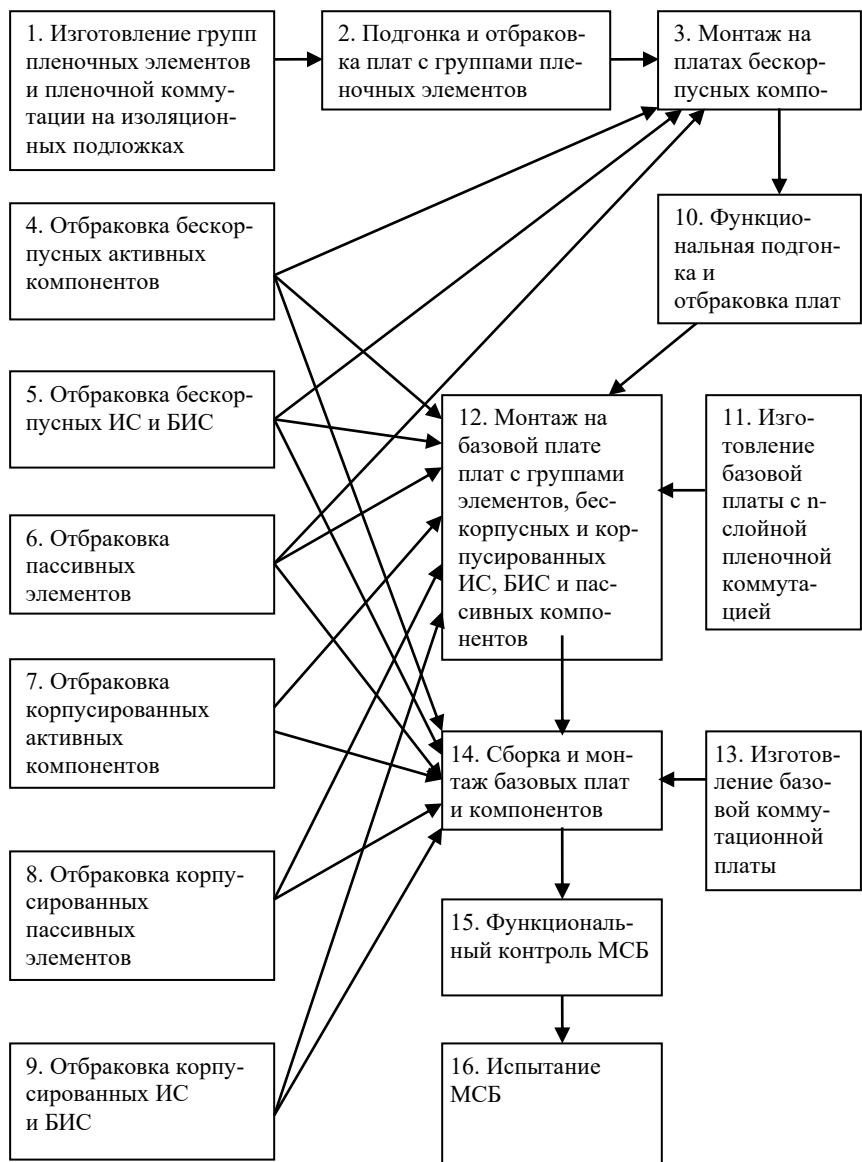 1. Изготовление групп
пленочных элементов
и пленочной комму-
тации на изоляцион-
ных подложках
2. Подгонка и отбраков-
ка плат с группами пле-
ночных элементов
3. Монтаж на
платах бескор-
пусных компо-
4. Отбраковка бескор-
пусных активных
компонентов
10. Функцио-
нальная подгон-
ка и
отбраковка плат
5. Отбраковка бескор-
пусных ИС и БИС
12. Монтаж на
базовой плате
плат с группами
элементов, бес-
корпусных и кор-
пусированных
ИС, БИС и пас-
сивных компо-
нентов
11. Изго-
товление
базовой
платы с n-
слойной
пленочной
коммута-
цией
6. Отбраковка
пассивных
элементов
7. Отбраковка
корпусированных
активных
компонентов
14. Сборка и мон-
таж базовых плат
и компонентов
13. Изготов-
ление базо-
вой комму-
тационной
платы
8. Отбраковка корпу-
сированных
пассивных
элементов
15. Функциональ-
ный контроль МСБ
9. Отбраковка корпу-
сированных ИС
и БИС
16. Испытание
МСБ